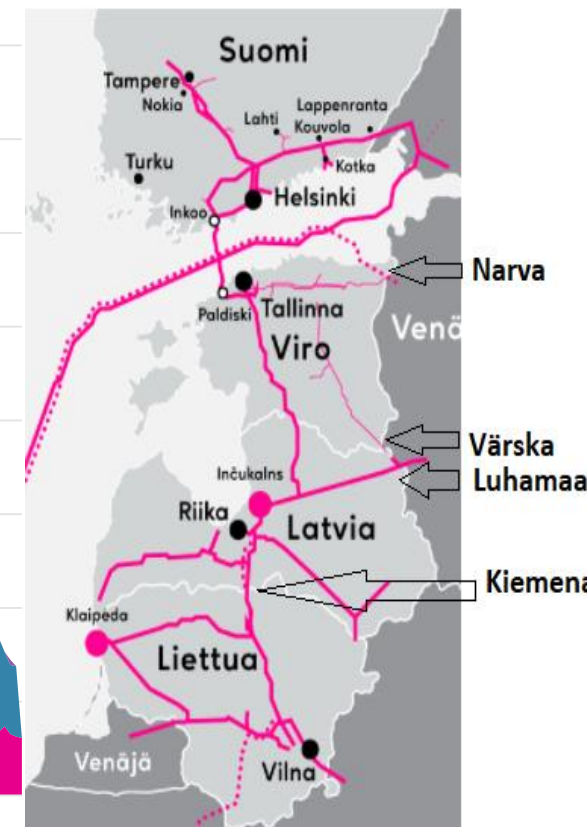 Suomi
Tampere
Nokia
Lahti
Lappenranta
Kouvola
Kotka
Turku
Helsinki
Inkoo
Narva
Paldiski
Tallinna
Viro
Venä
Värska
Luhamaa
Inčukalns
Riika
Latvia
Kiemena
Klaipeda
Liettua
Venäjä
Vilna